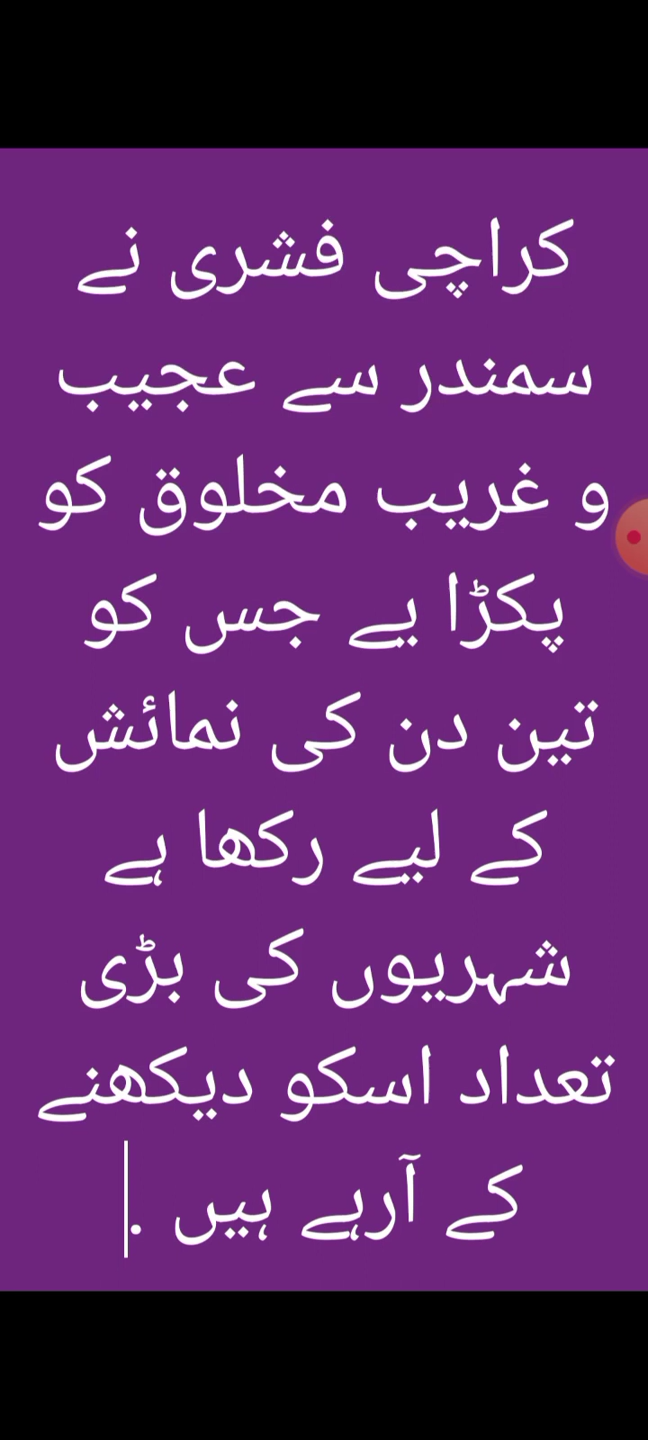 کراچی فشری نے
سمندر سے عجیب
و غریب مخلوق کو
پکڑا یے جس کو
تین دن کی نمائش
کے لیے رکھا ہے
شہریوں کی بڑی
تعداد اسکو دیکھنے
کے آرہے ہیں .